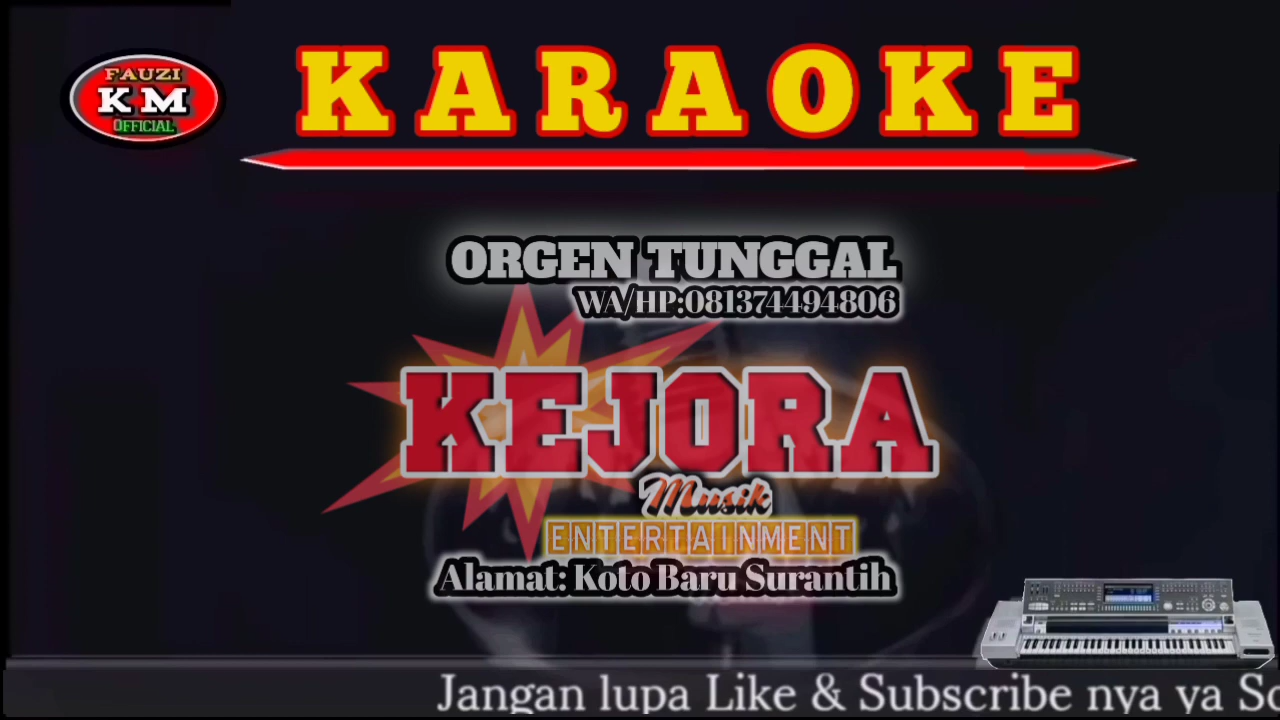 FAUZI
KM
OFFICIAL
KARAOKE
ORGEN TUNGGAL
WA/HP:081374494806
KEJORA
Musik
ENTERTAINMENT
Alamat: Koto Baru Surantih
Jangan lupa Like & Subscribe nya ya So